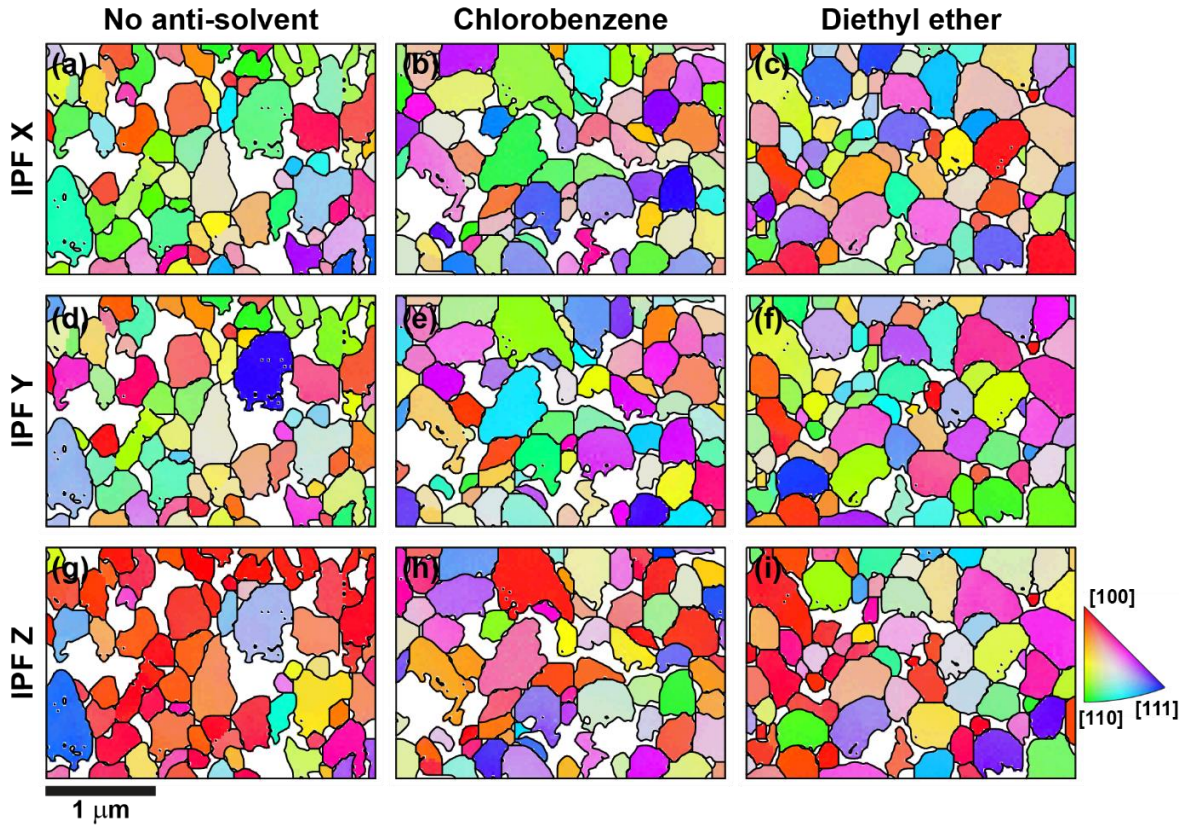 No anti-solvent Chlorobenzene Diethyl ether
IPF X (a) (b) (c)
IPF Y (d) (e) (f)
IPF Z (g) (h) (i)
[100]
[110] [111]
1 μm